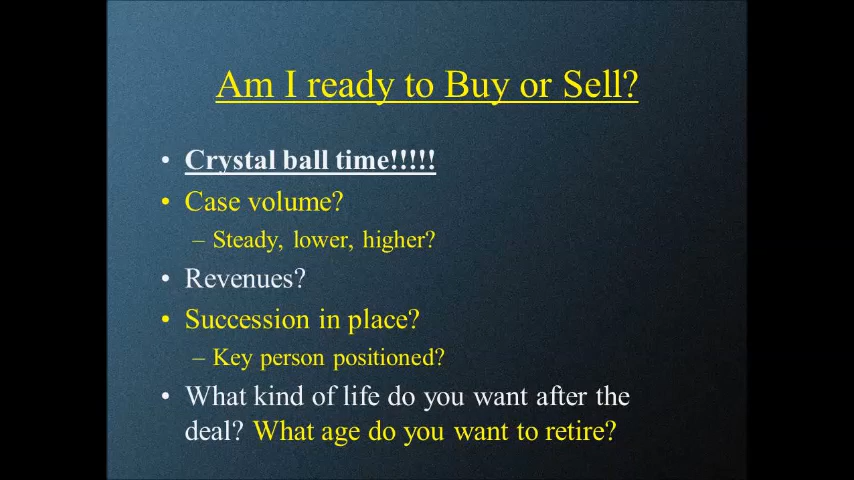 Am I ready to Buy or Sell?
• Crystal ball time!!!!!
• Case volume?
– Steady, lower, higher?
• Revenues?
• Succession in place?
– Key person positioned?
• What kind of life do you want after the
deal? What age do you want to retire?